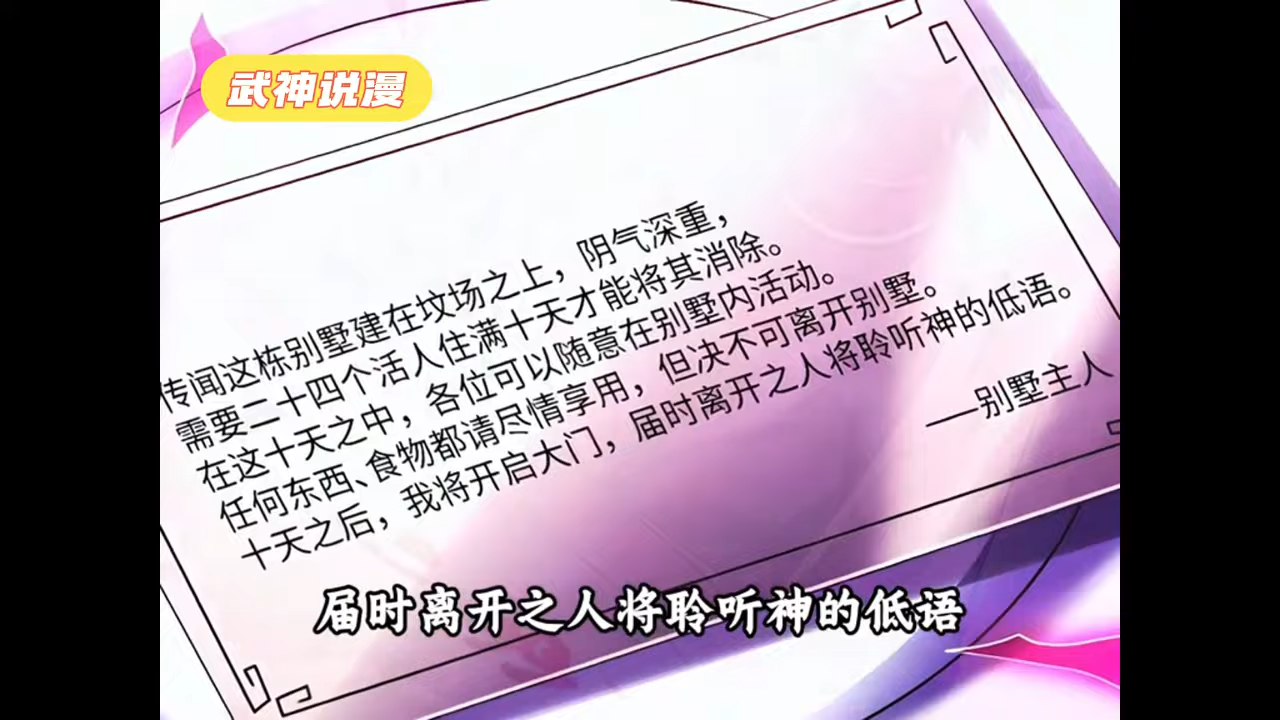 武神说漫
传闻这栋别墅建在坟场之上，阴气深重，
需要二十四个活人住满十天才能将其消除。
在这十天之中，各位可以随意在别墅内活动。
任何东西、食物都请尽情享用，但决不可离开别墅。
十天之后，我将开启大门，届时离开之人将聆听神的低语。
——别墅主人
届时离开之人将聆听神的低语